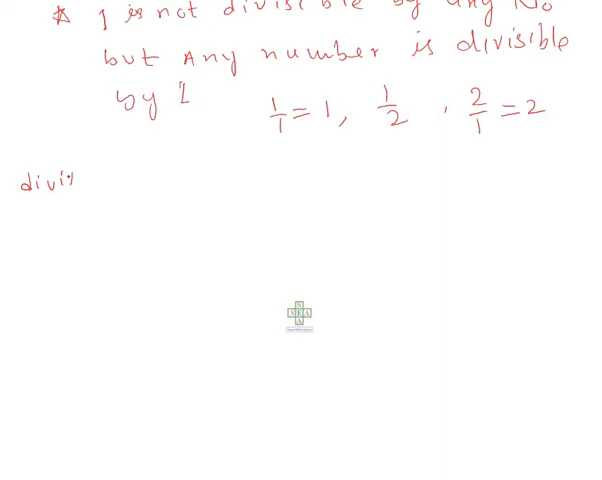 ☆ 1 is not divisible by any No
but Any number is divisible
by 1
1/1 = 1, 1/2 , 2/1 = 2
divis
S
S E A
A